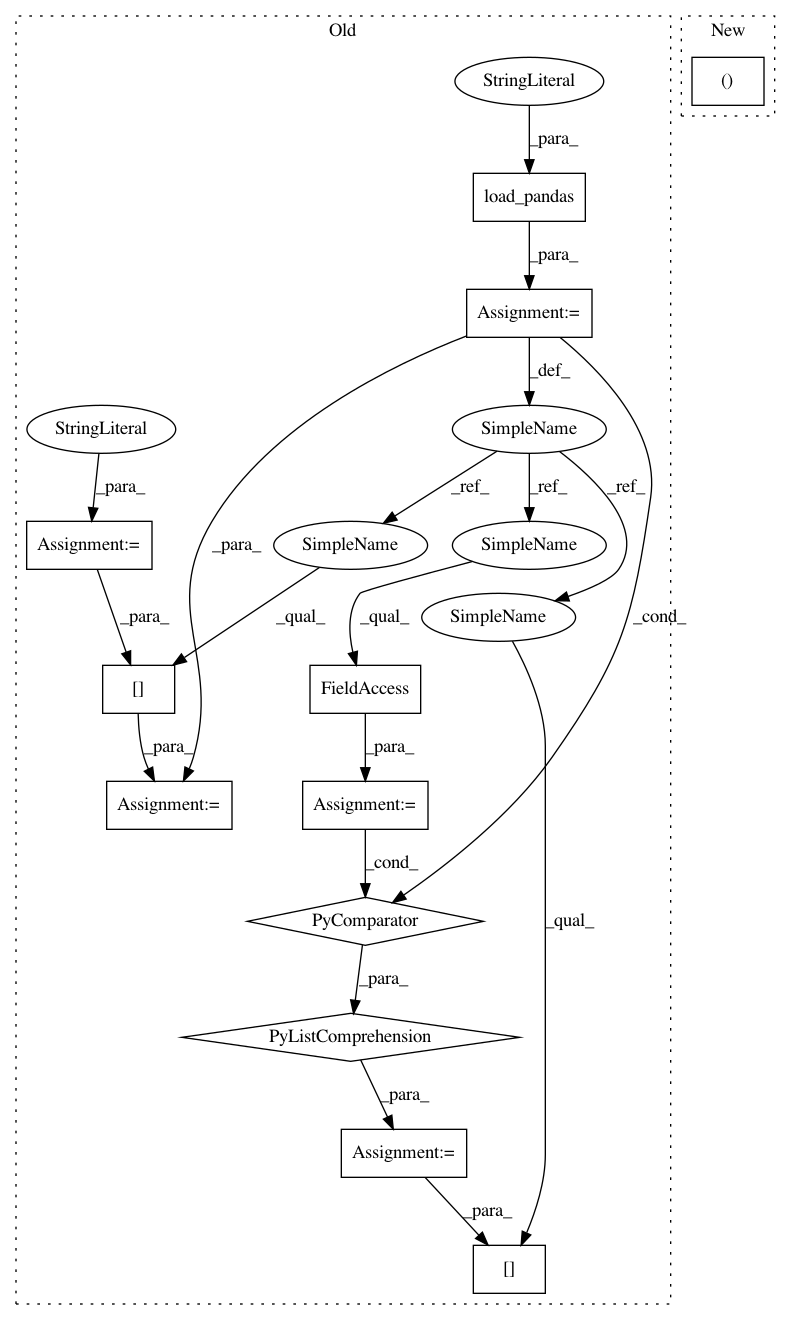 Old
New
StringLiteral
()
_para_
load_pandas
_para_
Assignment:=
_def_
StringLiteral
SimpleName
_para_
_ref_
_ref_
_ref_
Assignment:=
_para_
SimpleName
SimpleName
_para_
_qual_
_qual_
SimpleName
_cond_
[]
FieldAccess
_para_
_para_
Assignment:=
Assignment:=
_cond_
PyComparator
_qual_
_para_
PyListComprehension
_para_
Assignment:=
_para_
[]